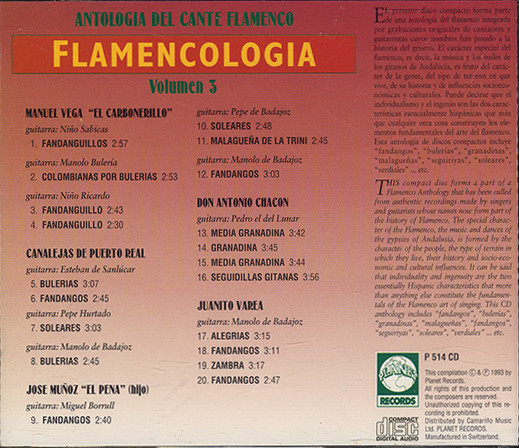 ANTOLOGIA DEL CANTE FLAMENCO
FLAMENCOLOGIA
Volumen 3
MANUEL VEGA "EL CARBONERILLO"
guitarra: Niño Sabicas
1. FANDANGUILLOS 2:57
guitarra: Manolo Bulería
2. COLOMBIANAS POR BULERIAS 2:53
guitarra: Niño Ricardo
3. FANDANGUILLO 2:43
4. FANDANGUILLO 2:30
CANALEJAS DE PUERTO REAL
guitarra: Esteban de Sanlúcar
5. BULERIAS 3:07
6. FANDANGOS 2:45
guitarra: Pepe Hurtado
7. SOLEARES 3:03
guitarra: Manolo de Badajoz
8. BULERIAS 2:45
JOSE MUÑOZ "EL PENA" (hijo)
guitarra: Miguel Borrull
9. FANDANGOS 2:40
guitarra: Pepe de Badajoz
10. SOLEARES 2:48
11. MALAGUEÑA DE LA TRINI 2:45
guitarra: Manolo de Badajoz
12. FANDANGOS 3:03
DON ANTONIO CHACON
guitarra: Pedro el del Lunar
13. MEDIA GRANADINA 3:42
14. GRANADINA 3:45
15. MEDIA GRANADINA 3:44
16. SEGUIDILLAS GITANAS 3:56
JUANITO VAREA
guitarra: Manolo de Badajoz
17. ALEGRIAS 3:15
18. FANDANGOS 3:11
19. ZAMBRA 3:17
20. FANDANGOS 2:47
EL presente disco compacto forma parte
de una antología del flamenco integrada
por grabaciones originales de cantaores y
guitarristas cuyos nombres han pasado a la
historia del género. El carácter especial del
flamenco, es decir, la música y los bailes de
los gitanos de Andalucía, es fruto del carác-
ter de la gente, del tipo de terreno en que
vive, de su historia y de influencias socioeco-
nómicas y culturales. Puede decirse que el
individualismo y el ingenio son las dos carac-
terísticas esencialmente hispánicas que más
que cualquier otra cosa constituyen los ele-
mentos fundamentales del arte del flamenco.
Esta antología de discos compactos incluye
"fandangos", "bulerías", "granadinas",
"malagueñas", "seguiriyas", "soleares",
"verdiales" ... etc.
THIS compact disc forms a part of a
Flamenco Anthology that has been culled
from authentic recordings made by singers
and guitarists whose names now form part of
the history of Flamenco. The special charac-
ter of the Flamenco, the music and dances of
the gypsies of Andalusia, is formed by the
character of the people, the type of terrain in
which they live, their history and socio-eco-
nomic and cultural influences. It can be said
that individuality and ingenuity are the two
essentially Hispanic characteristics that more
than anything else constitute the fundamen-
tals of the Flamenco art of singing. This CD
anthology includes "fandangos", "bulerías",
"granadinas", "malagueñas", "fandangos",
"seguiriyas", "soleares", "verdiales" ... etc.
PLANET
RECORDS
COMPACT
disc
DIGITAL AUDIO
P 514 CD
This compilation © & ℗ 1993 by
Planet Records.
All rights of this production and
the composers are reserved.
Unauthorized copying of this re-
cording is prohibited.
Distributed by Camarillo Music
Ltd. PLANET RECORDS.
Manufactured in Switzerland.